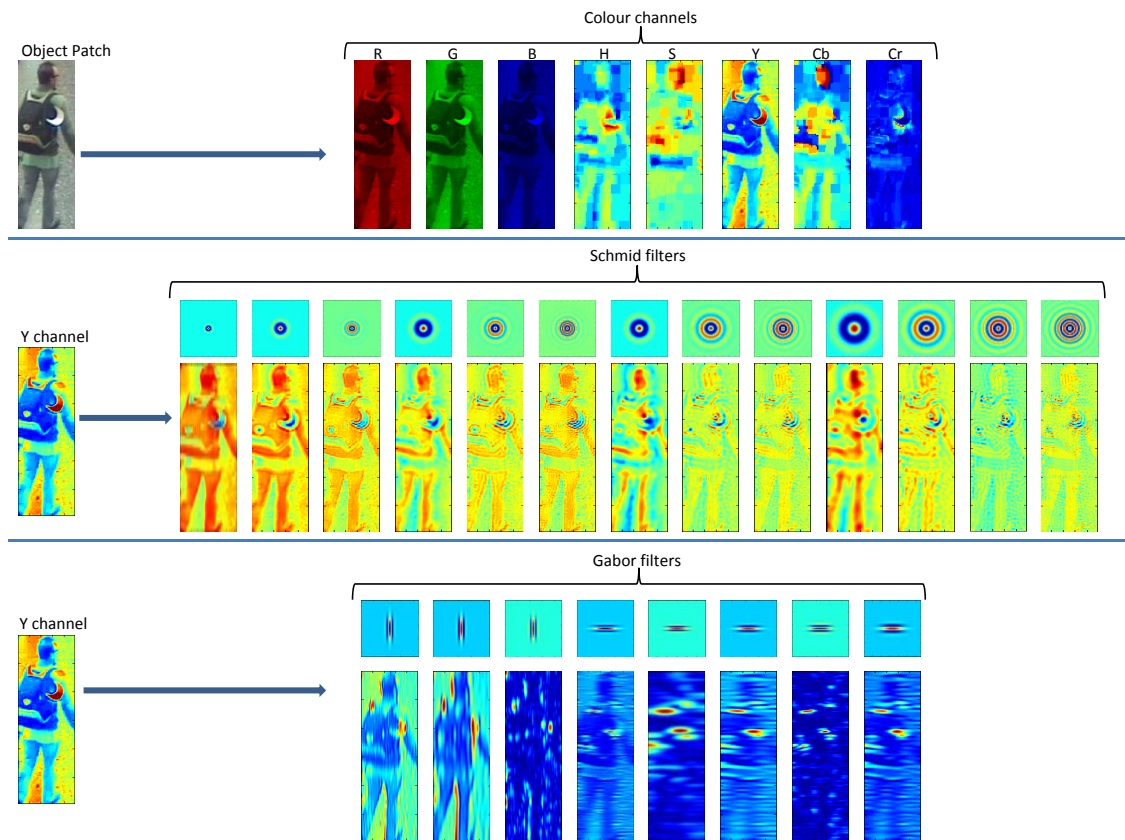 Colour channels
Object Patch
R G B H S Y Cb Cr
Schmid filters
Y channel
Gabor filters
Y channel